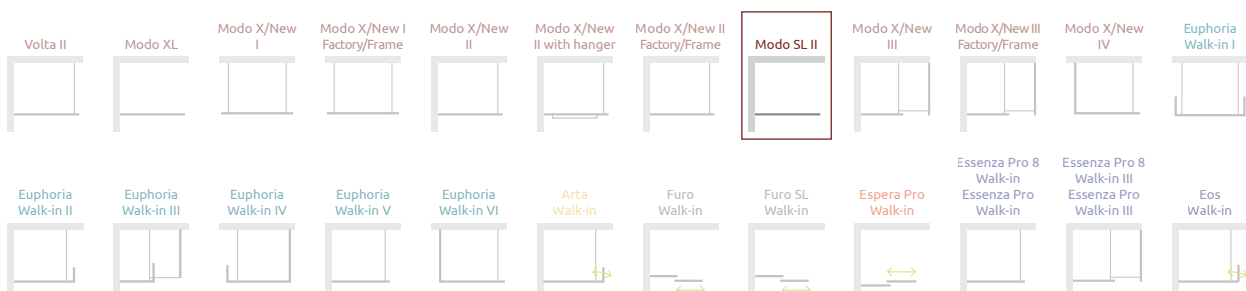 Volta II
Modo XL
Modo X/New
I
Modo X/New I
Factory/Frame
Modo X/New
II
Modo X/New
II with hanger
Modo X/New II
Factory/Frame
Modo SL II
Modo X/New
III
Modo X/New III
Factory/Frame
Modo X/New
IV
Euphoria
Walk-in I
Euphoria
Walk-in II
Euphoria
Walk-in III
Euphoria
Walk-in IV
Euphoria
Walk-in V
Euphoria
Walk-in VI
Arta
Walk-in
Furo
Walk-in
Furo SL
Walk-in
Espera Pro
Walk-in
Essenza Pro 8
Walk-in
Essenza Pro
Walk-in
Essenza Pro 8
Walk-in III
Essenza Pro
Walk-in III
Eos
Walk-in